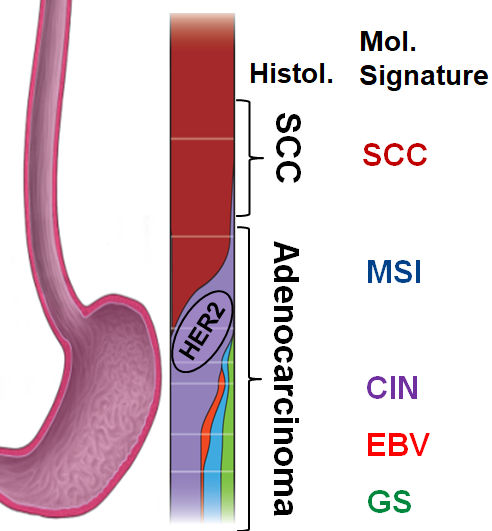 Histol.
Mol.
Signature
SCC
SCC
Adenocarcinoma
HER2
MSI
CIN
EBV
GS